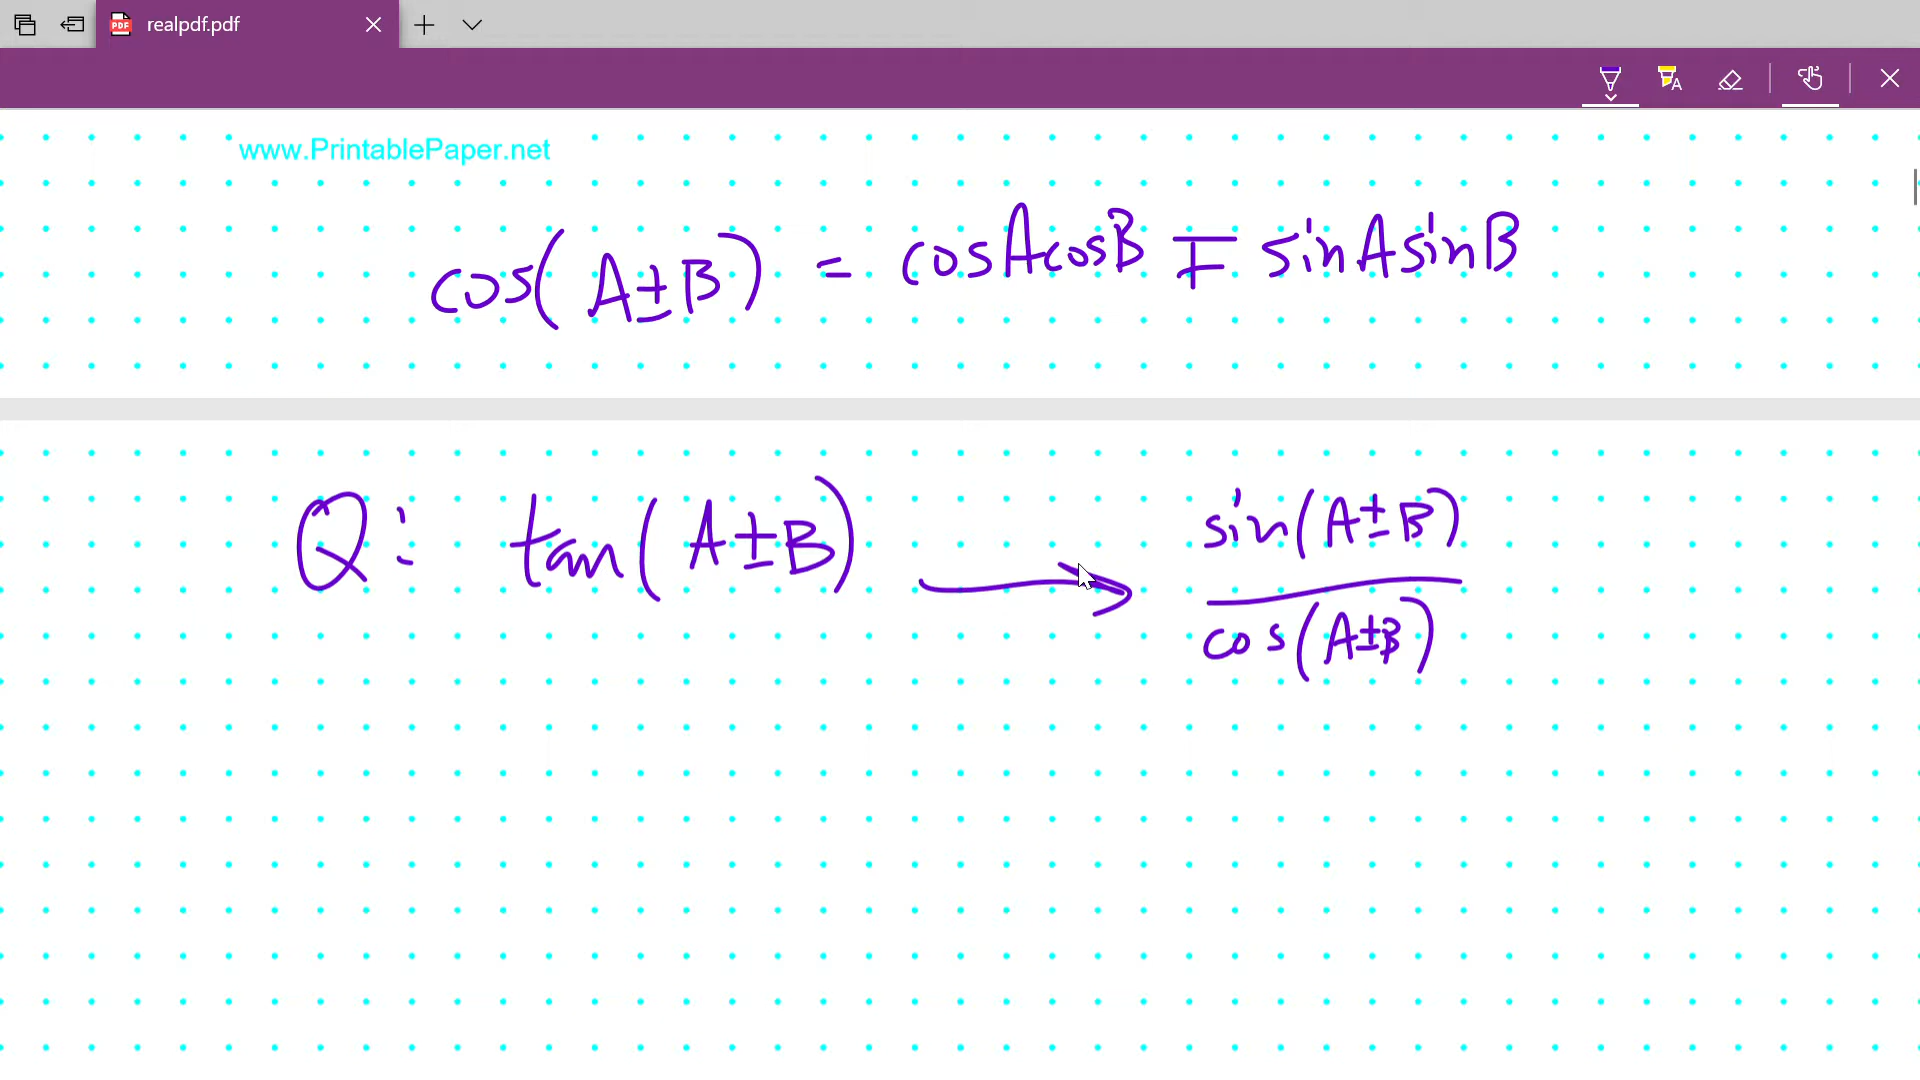 realpdf.pdf
www.PrintablePaper.net
cos(A±B) = cosAcosB ∓ sinAsinB
Q: tan(A±B) → sin(A±B)
cos(A±B)